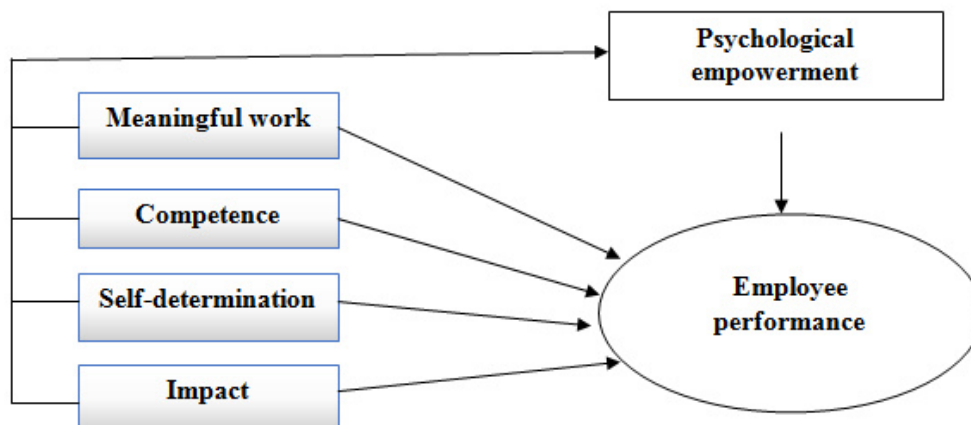 Psychological
empowerment
Meaningful work
Competence
Self-determination
Impact
Employee
performance